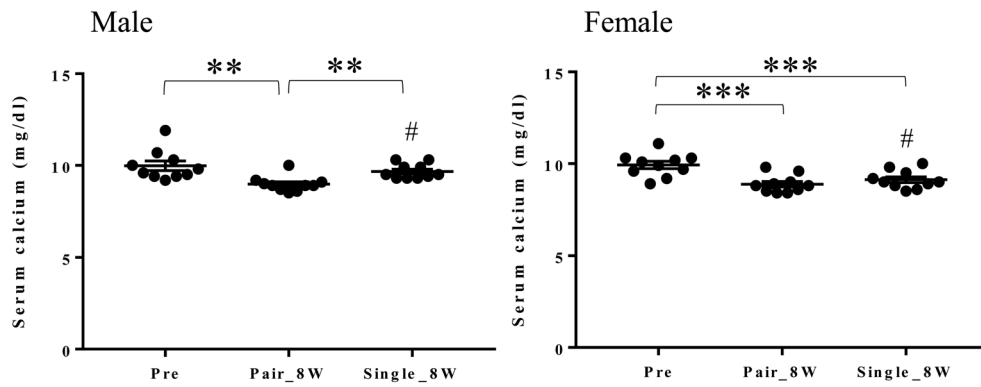 Male
Serum calcium (mg/dl)
15
10
5
0
**
**
#
Pre
Pair_8W
Single_8W
Female
Serum calcium (mg/dl)
15
10
5
0
***
***
#
Pre
Pair_8W
Single_8W